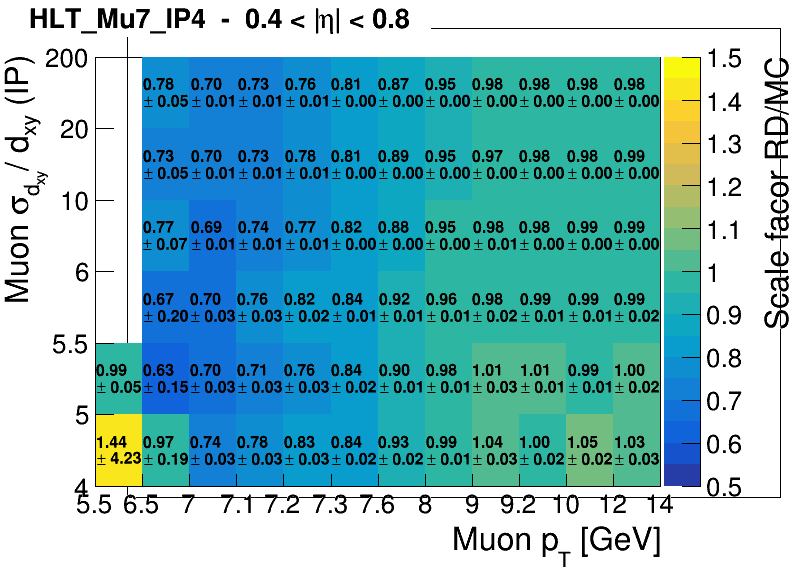 HLT_Mu7_IP4 - 0.4 < |η| < 0.8
Muon σ_{d_{xy}} / d_{xy} (IP)
200
20
10
6
5.5
5
4
0.78 0.70 0.73 0.76 0.81 0.87 0.95 0.98 0.98 0.98 0.98
± 0.05 ± 0.01 ± 0.01 ± 0.01 ± 0.00 ± 0.00 ± 0.00 ± 0.00 ± 0.00 ± 0.00 ± 0.00
0.73 0.70 0.73 0.78 0.81 0.89 0.95 0.97 0.98 0.98 0.99
± 0.05 ± 0.01 ± 0.01 ± 0.01 ± 0.00 ± 0.00 ± 0.00 ± 0.00 ± 0.00 ± 0.00 ± 0.00
0.77 0.69 0.74 0.77 0.82 0.88 0.95 0.98 0.98 0.99 0.99
± 0.07 ± 0.01 ± 0.01 ± 0.01 ± 0.00 ± 0.00 ± 0.00 ± 0.01 ± 0.00 ± 0.00 ± 0.00
0.67 0.70 0.76 0.82 0.84 0.92 0.96 0.98 0.99 0.99 0.99
± 0.20 ± 0.03 ± 0.03 ± 0.02 ± 0.01 ± 0.01 ± 0.01 ± 0.02 ± 0.01 ± 0.01 ± 0.02
0.99 0.63 0.70 0.71 0.76 0.84 0.90 0.98 1.01 1.01 0.99 1.00
± 0.05 ± 0.15 ± 0.03 ± 0.03 ± 0.03 ± 0.02 ± 0.01 ± 0.01 ± 0.03 ± 0.01 ± 0.01 ± 0.02
1.44 0.97 0.74 0.78 0.83 0.84 0.93 0.99 1.04 1.00 1.05 1.03
± 4.23 ± 0.19 ± 0.03 ± 0.03 ± 0.03 ± 0.02 ± 0.02 ± 0.01 ± 0.03 ± 0.02 ± 0.02 ± 0.02
5.5 6.5 7 7.1 7.2 7.3 7.6 8 9 9.2 10 12 14
Muon p_T [GeV]
1.5
1.4
1.3
1.2
1.1
1
0.9
0.8
0.7
0.6
0.5
Scale facor RD/MC